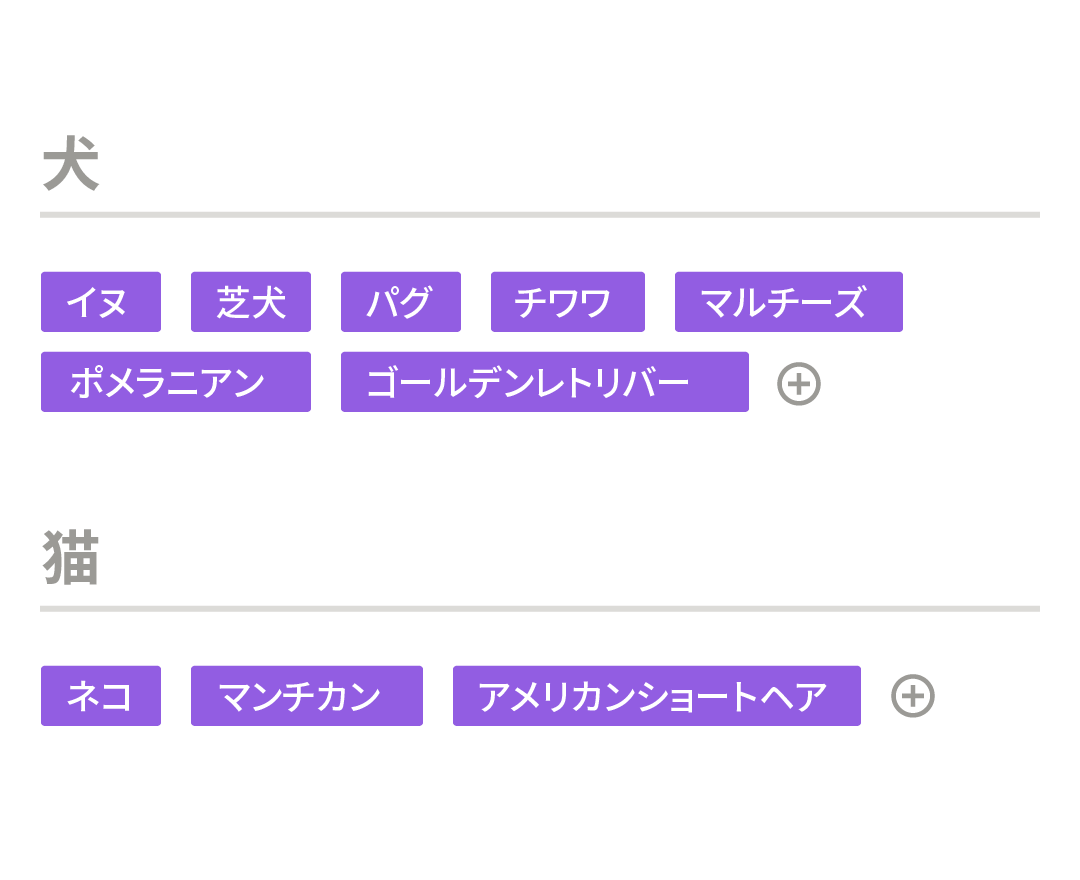 犬
イヌ 芝犬 パグ チワワ マルチーズ
ポメラニアン ゴールデンレトリバー
猫
ネコ マンチカン アメリカンショートヘア